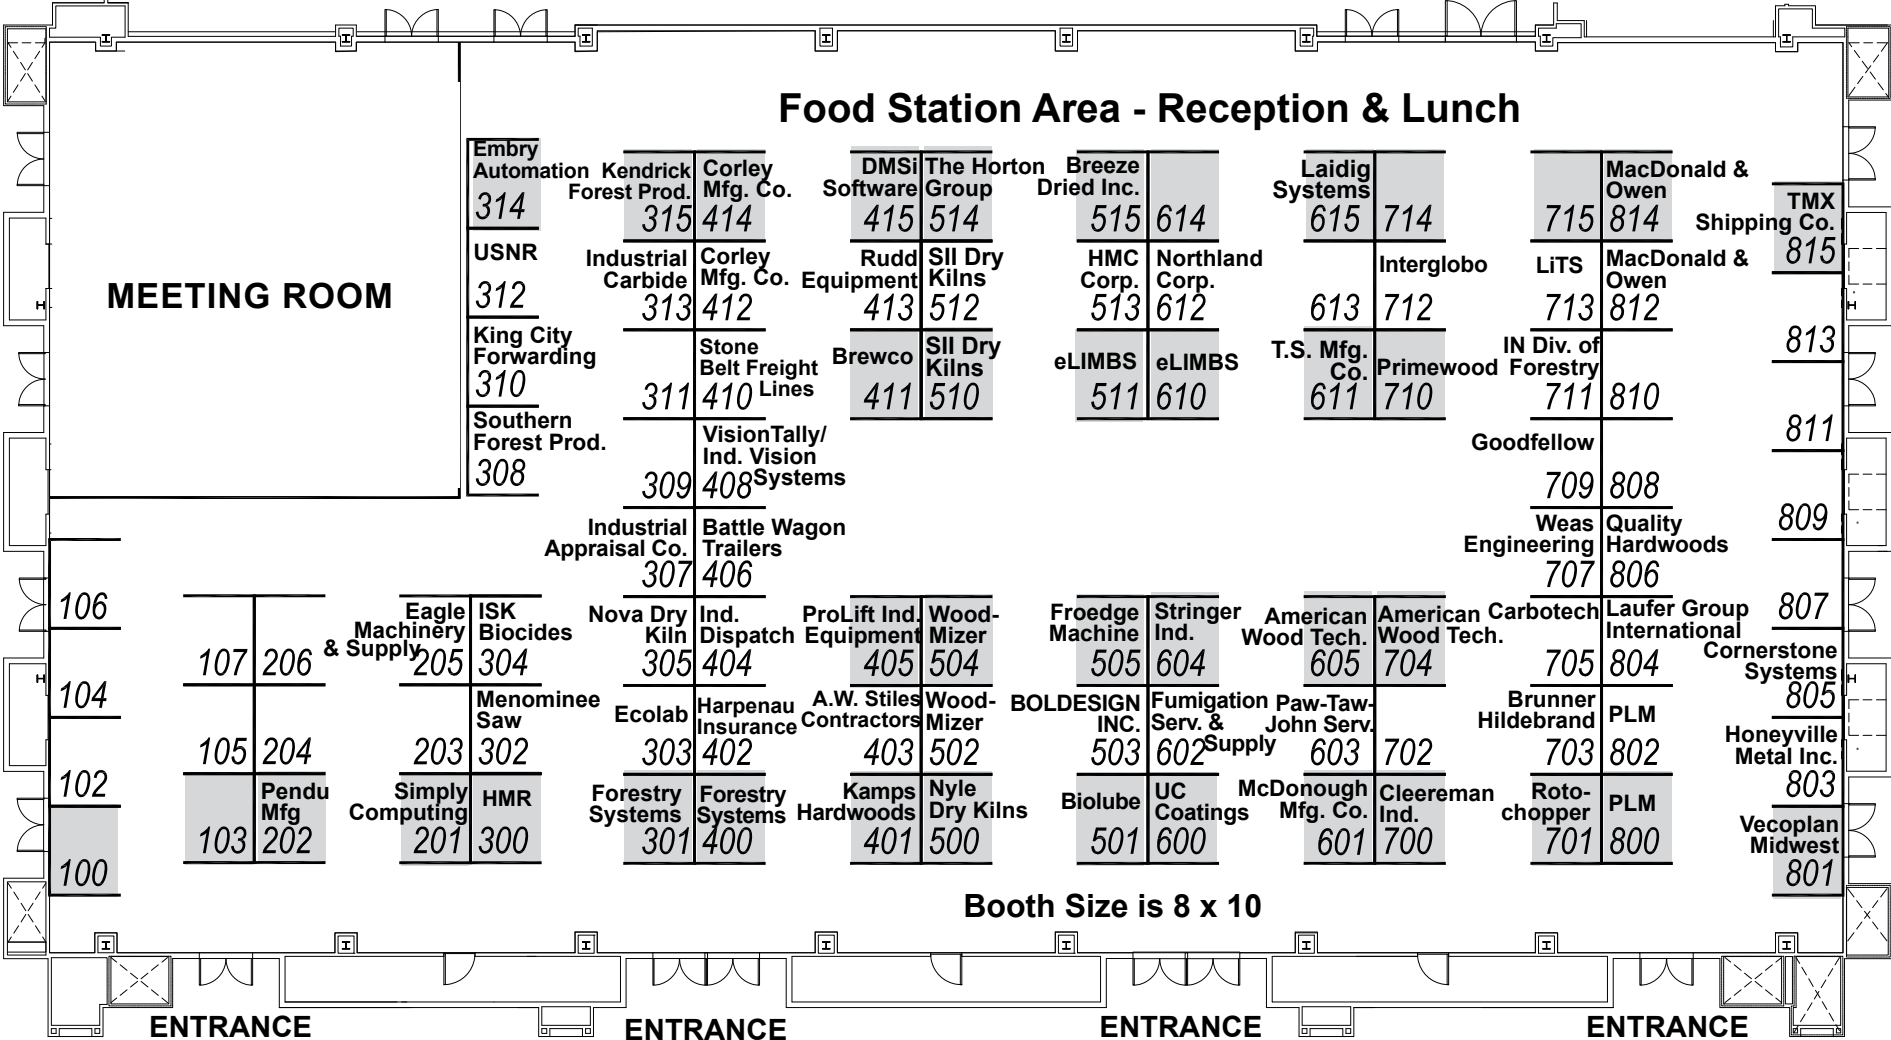 Food Station Area - Reception & Lunch
MEETING ROOM
Embry
Automation
314
USNR
312
King City
Forwarding
310
Southern
Forest Prod.
308
Kendrick
Forest Prod.
315
Industrial
Carbide
313
311
309
Industrial
Appraisal Co.
307
Nova Dry
Kiln
305
Ecolab
303
Forestry
Systems
301
Corley
Mfg. Co.
414
Corley
Mfg. Co.
412
Stone
Belt Freight
Lines
410
VisionTally/
Ind. Vision
Systems
408
Battle Wagon
Trailers
406
Ind.
Dispatch
404
Harpenau
Insurance
402
Forestry
Systems
400
DMSi
Software
415
Rudd
Equipment
413
Brewco
411
The Horton
Group
514
SII Dry
Kilns
512
SII Dry
Kilns
510
Breeze
Dried Inc.
515
HMC
Corp.
513
eLIMBS
511
614
Northland
Corp.
612
eLIMBS
610
Laidig
Systems
615
613
T.S. Mfg.
Co.
611
714
Interglobo
712
Primewood
710
715
LiTS
713
IN Div. of
Forestry
711
Goodfellow
709
Weas
Engineering
707
Carbotech
705
Brunner
Hildebrand
703
Roto-
chopper
701
MacDonald &
Owen
814
MacDonald &
Owen
812
810
808
Quality
Hardwoods
806
Laufer Group
International
804
PLM
802
PLM
800
TMX
Shipping Co.
815
813
811
809
807
Cornerstone
Systems
805
Honeyville
Metal Inc.
803
Vecoplan
Midwest
801
106
104
102
100
107
105
103
206
204
Pendu
Mfg
202
Eagle
Machinery
& Supply
205
203
Simply
Computing
201
ISK
Biocides
304
Menominee
Saw
302
HMR
300
ProLift Ind.
Equipment
405
A.W. Stiles
Contractors
403
Kamps
Hardwoods
401
Wood-
Mizer
504
Wood-
Mizer
502
Nyle
Dry Kilns
500
Froedge
Machine
505
BOLDESIGN
INC.
503
Biolube
501
Stringer
Ind.
604
Fumigation
Serv. &
Supply
602
UC
Coatings
600
American
Wood Tech.
605
Paw-Taw-
John Serv.
603
McDonough
Mfg. Co.
601
American
Wood Tech.
704
702
Cleereman
Ind.
700
Booth Size is 8 x 10
ENTRANCE
ENTRANCE
ENTRANCE
ENTRANCE